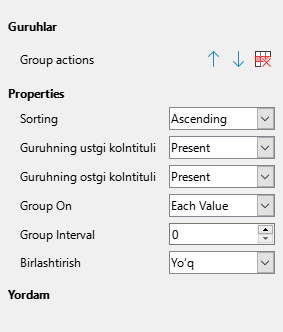 Guruhlar
Group actions
Properties
Sorting Ascending
Guruhning ustgi kolntituli Present
Guruhning ostgi kolntituli Present
Group On Each Value
Group Interval 0
Birlashtirish Yoʻq
Yordam